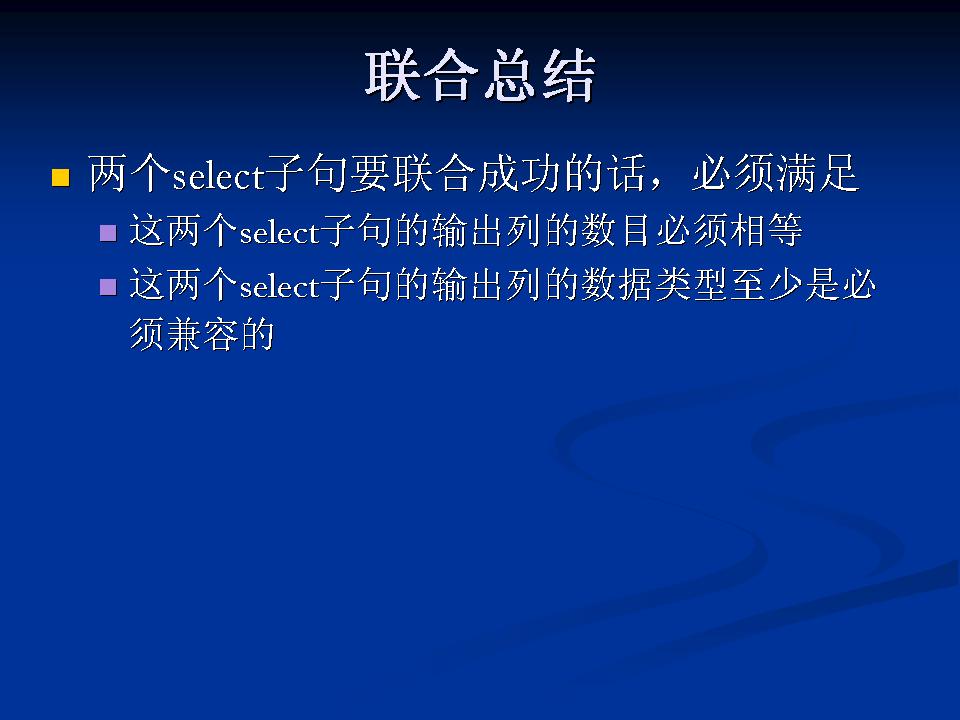 联合总结
两个select子句要联合成功的话，必须满足
这两个select子句的输出列的数目必须相等
这两个select子句的输出列的数据类型至少是必
须兼容的